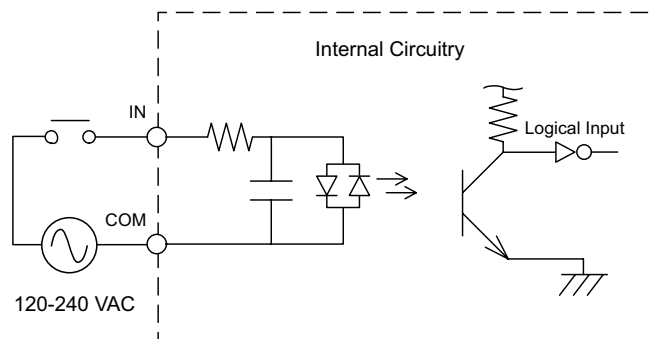 Internal Circuitry
IN
Logical Input
COM
120-240 VAC